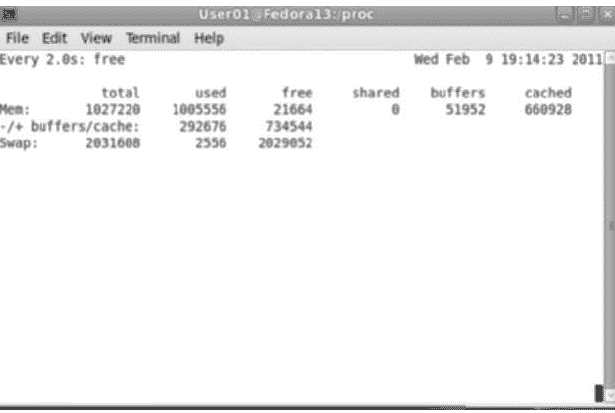 User01@Fedora13:/proc
File Edit View Terminal Help
Every 2.0s: free Wed Feb 9 19:14:23 2011
total used free shared buffers cached
Mem: 1027220 1005556 21664 0 51952 660928
-/+ buffers/cache: 292676 734544
Swap: 2031608 2556 2029052